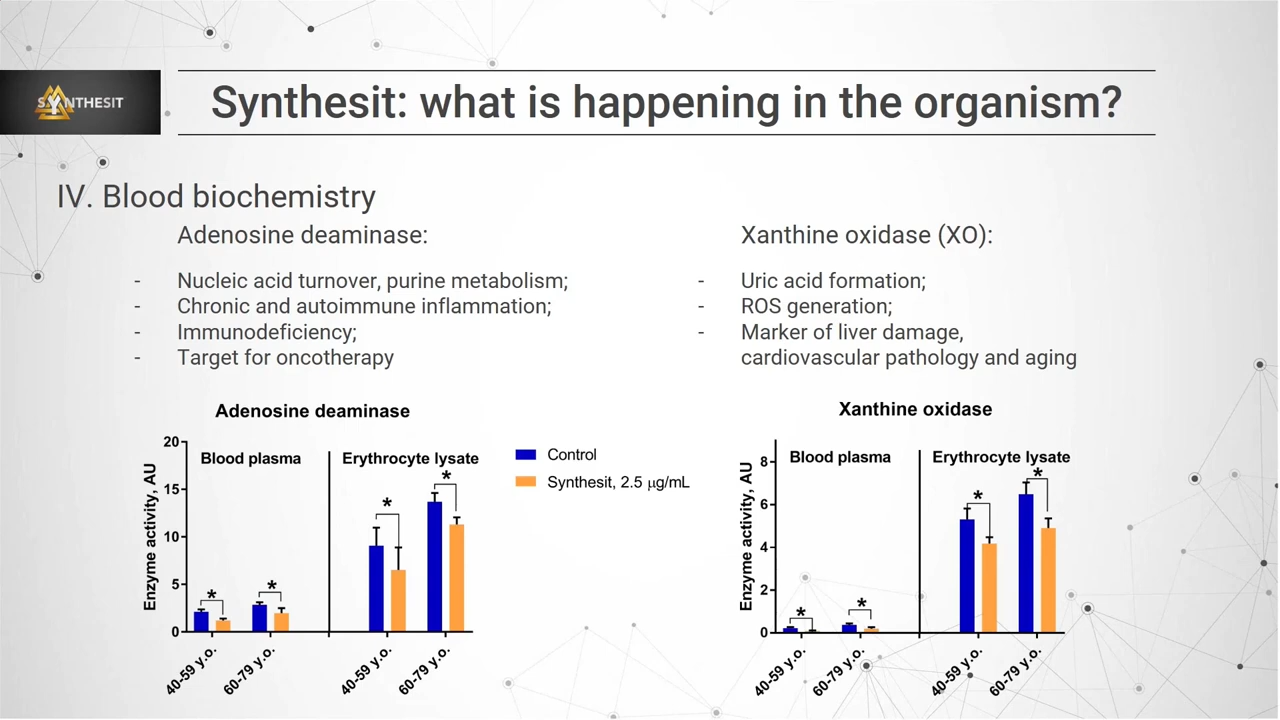 SYNTHESIT
Synthesit: what is happening in the organism?
IV. Blood biochemistry
Adenosine deaminase:
- Nucleic acid turnover, purine metabolism;
- Chronic and autoimmune inflammation;
- Immunodeficiency;
- Target for oncotherapy
Xanthine oxidase (XO):
- Uric acid formation;
- ROS generation;
- Marker of liver damage,
cardiovascular pathology and aging
Adenosine deaminase
Enzyme activity, AU
20
15
10
5
0
Blood plasma
Erythrocyte lysate
*
*
*
*
40-59 y.o.
60-79 y.o.
40-59 y.o.
60-79 y.o.
Control
Synthesit, 2.5 µg/mL
Xanthine oxidase
Enzyme activity, AU
8
6
4
2
0
Blood plasma
Erythrocyte lysate
*
*
*
*
40-59 y.o.
60-79 y.o.
40-59 y.o.
60-79 y.o.